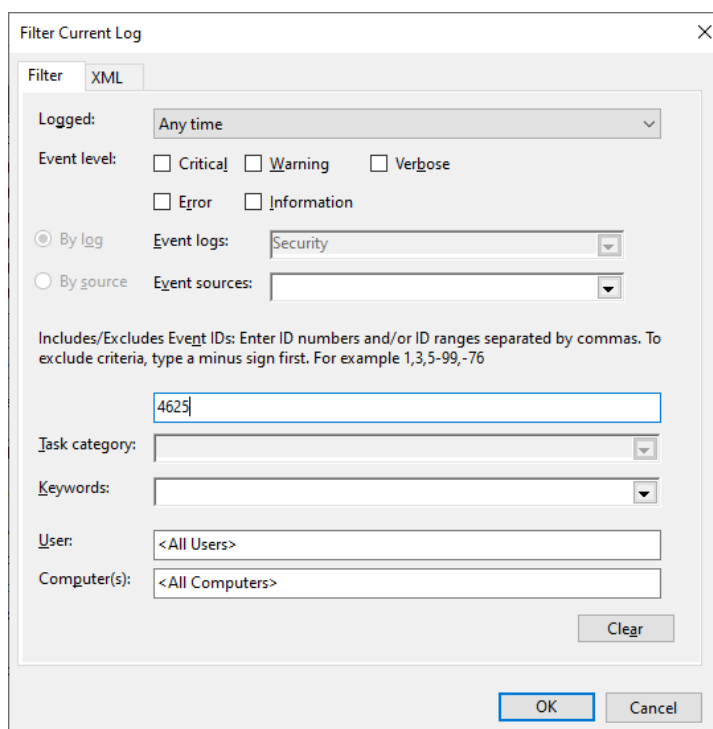 Filter Current Log
Filter XML
Logged: Any time
Event level: Critical Warning Verbose
Error Information
By log Event logs: Security
By source Event sources:
Includes/Excludes Event IDs: Enter ID numbers and/or ID ranges separated by commas. To
exclude criteria, type a minus sign first. For example 1,3,5-99,-76
4625
Task category:
Keywords:
User: <All Users>
Computer(s): <All Computers>
Clear
OK Cancel